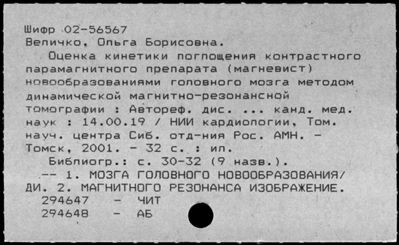 Шифр 02-56567
Величко, Ольга Борисовна.
Оценка кинетики поглощения контрастного
парамагнитного препарата (магневист)
новообразованиями головного мозга методом
динамической магнитно-резонансной
томографии : Автореф. дис. ... канд. мед.
наук : 14.00.19 / НИИ кардиологии, Том.
науч. центра Сиб. отд-ния Рос. АМН. -
Томск, 2001. - 32 с. : ил.
Библиогр.: с. 30-32 (9 назв.).
-- 1. МОЗГА ГОЛОВНОГО НОВООБРАЗОВАНИЯ/
ДИ. 2. МАГНИТНОГО РЕЗОНАНСА ИЗОБРАЖЕНИЕ.
294647 - ЧИТ
294648 - АБ